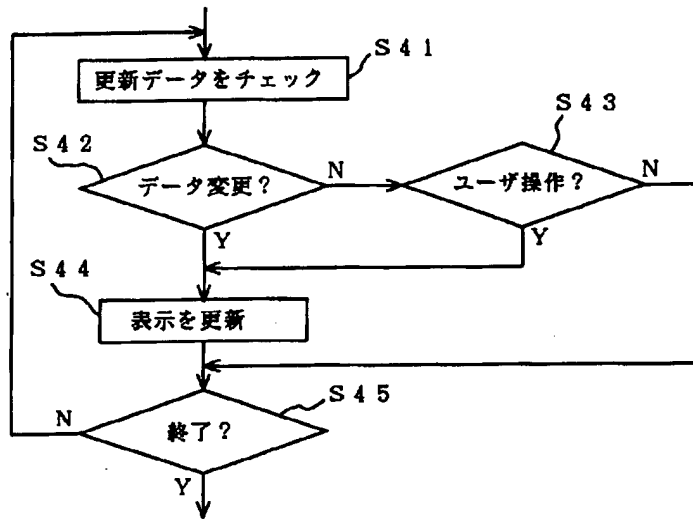 S41
更新データをチェック
S42
データ変更？
N
S43
ユーザ操作？
N
Y
Y
S44
表示を更新
S45
終了？
N
Y